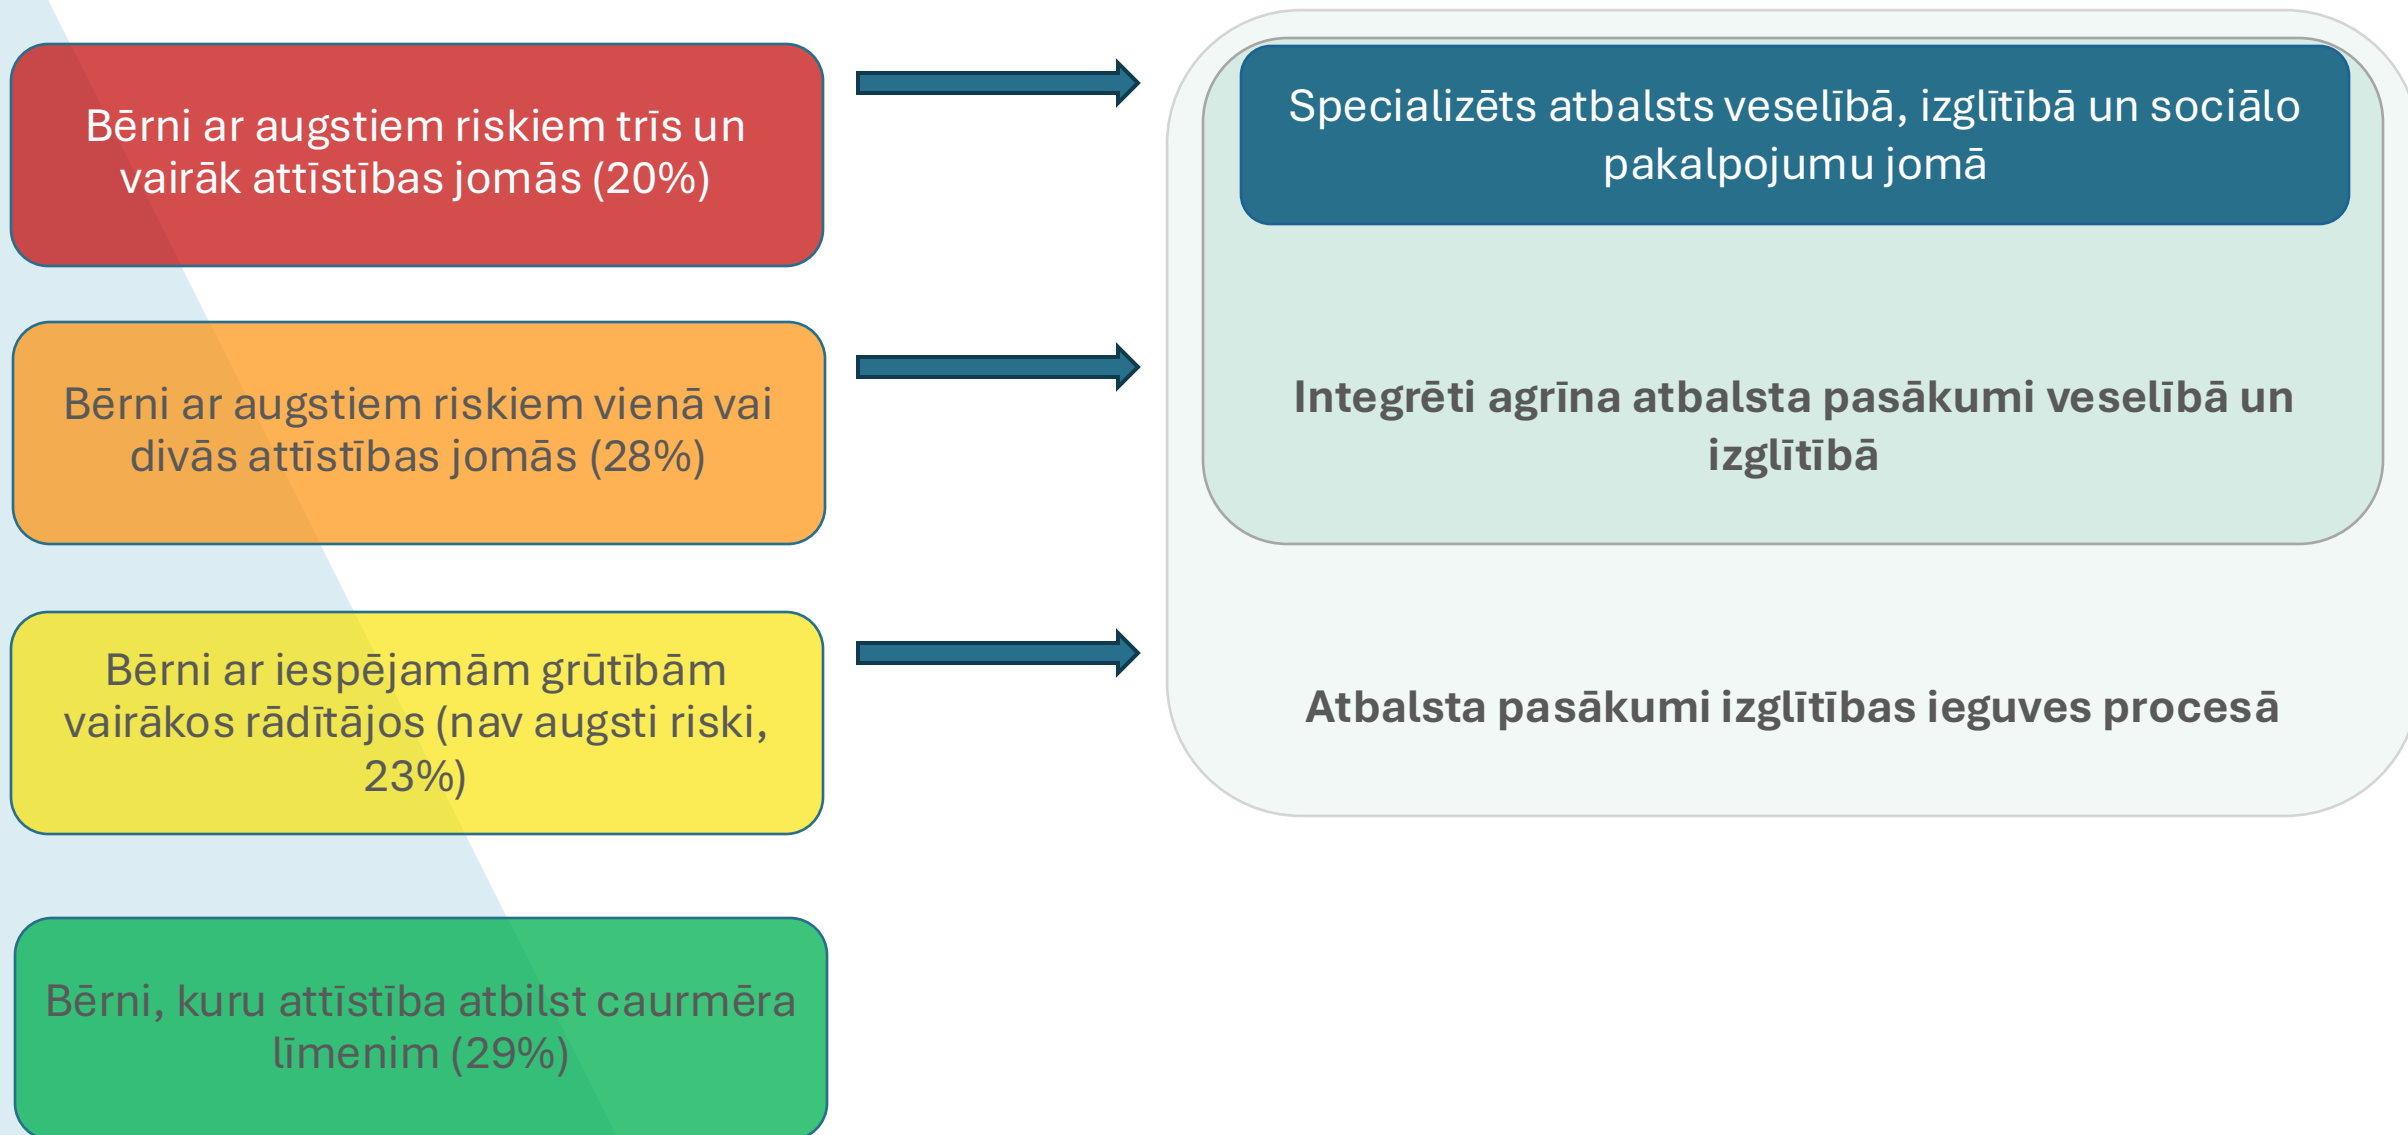 Bērni ar augstiem riskiem trīs un
vairāk attīstības jomās (20%)
Specializēts atbalsts veselībā, izglītībā un sociālo
pakalpojumu jomā
Bērni ar augstiem riskiem vienā vai
divās attīstības jomās (28%)
Integrēti agrīna atbalsta pasākumi veselībā un
izglītībā
Bērni ar iespējamām grūtībām
vairākos rādītājos (nav augsti riski,
23%)
Atbalsta pasākumi izglītības ieguves procesā
Bērni, kuru attīstība atbilst caurmēra
līmenim (29%)